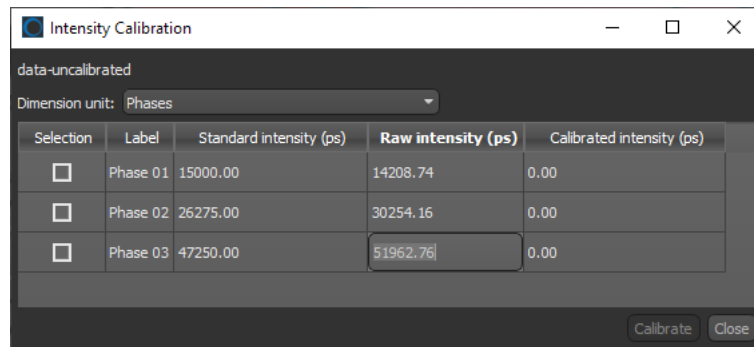 Intensity Calibration
data-uncalibrated
Dimension unit: Phases
Selection Label Standard intensity (ps) Raw intensity (ps) Calibrated intensity (ps)
Phase 01 15000.00 14208.74 0.00
Phase 02 26275.00 30254.16 0.00
Phase 03 47250.00 51962.76 0.00
Calibrate Close